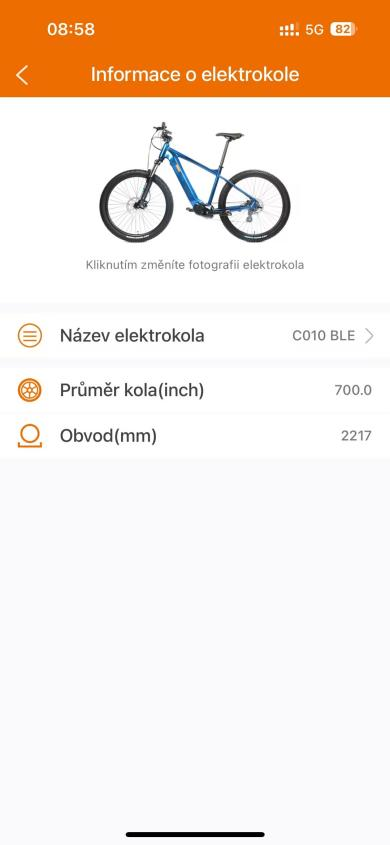 08:58
5G 82
Informace o elektrokole
Kliknutím změníte fotografii elektrokola
Název elektrokola C010 BLE
Průměr kola(inch) 700.0
Obvod(mm) 2217